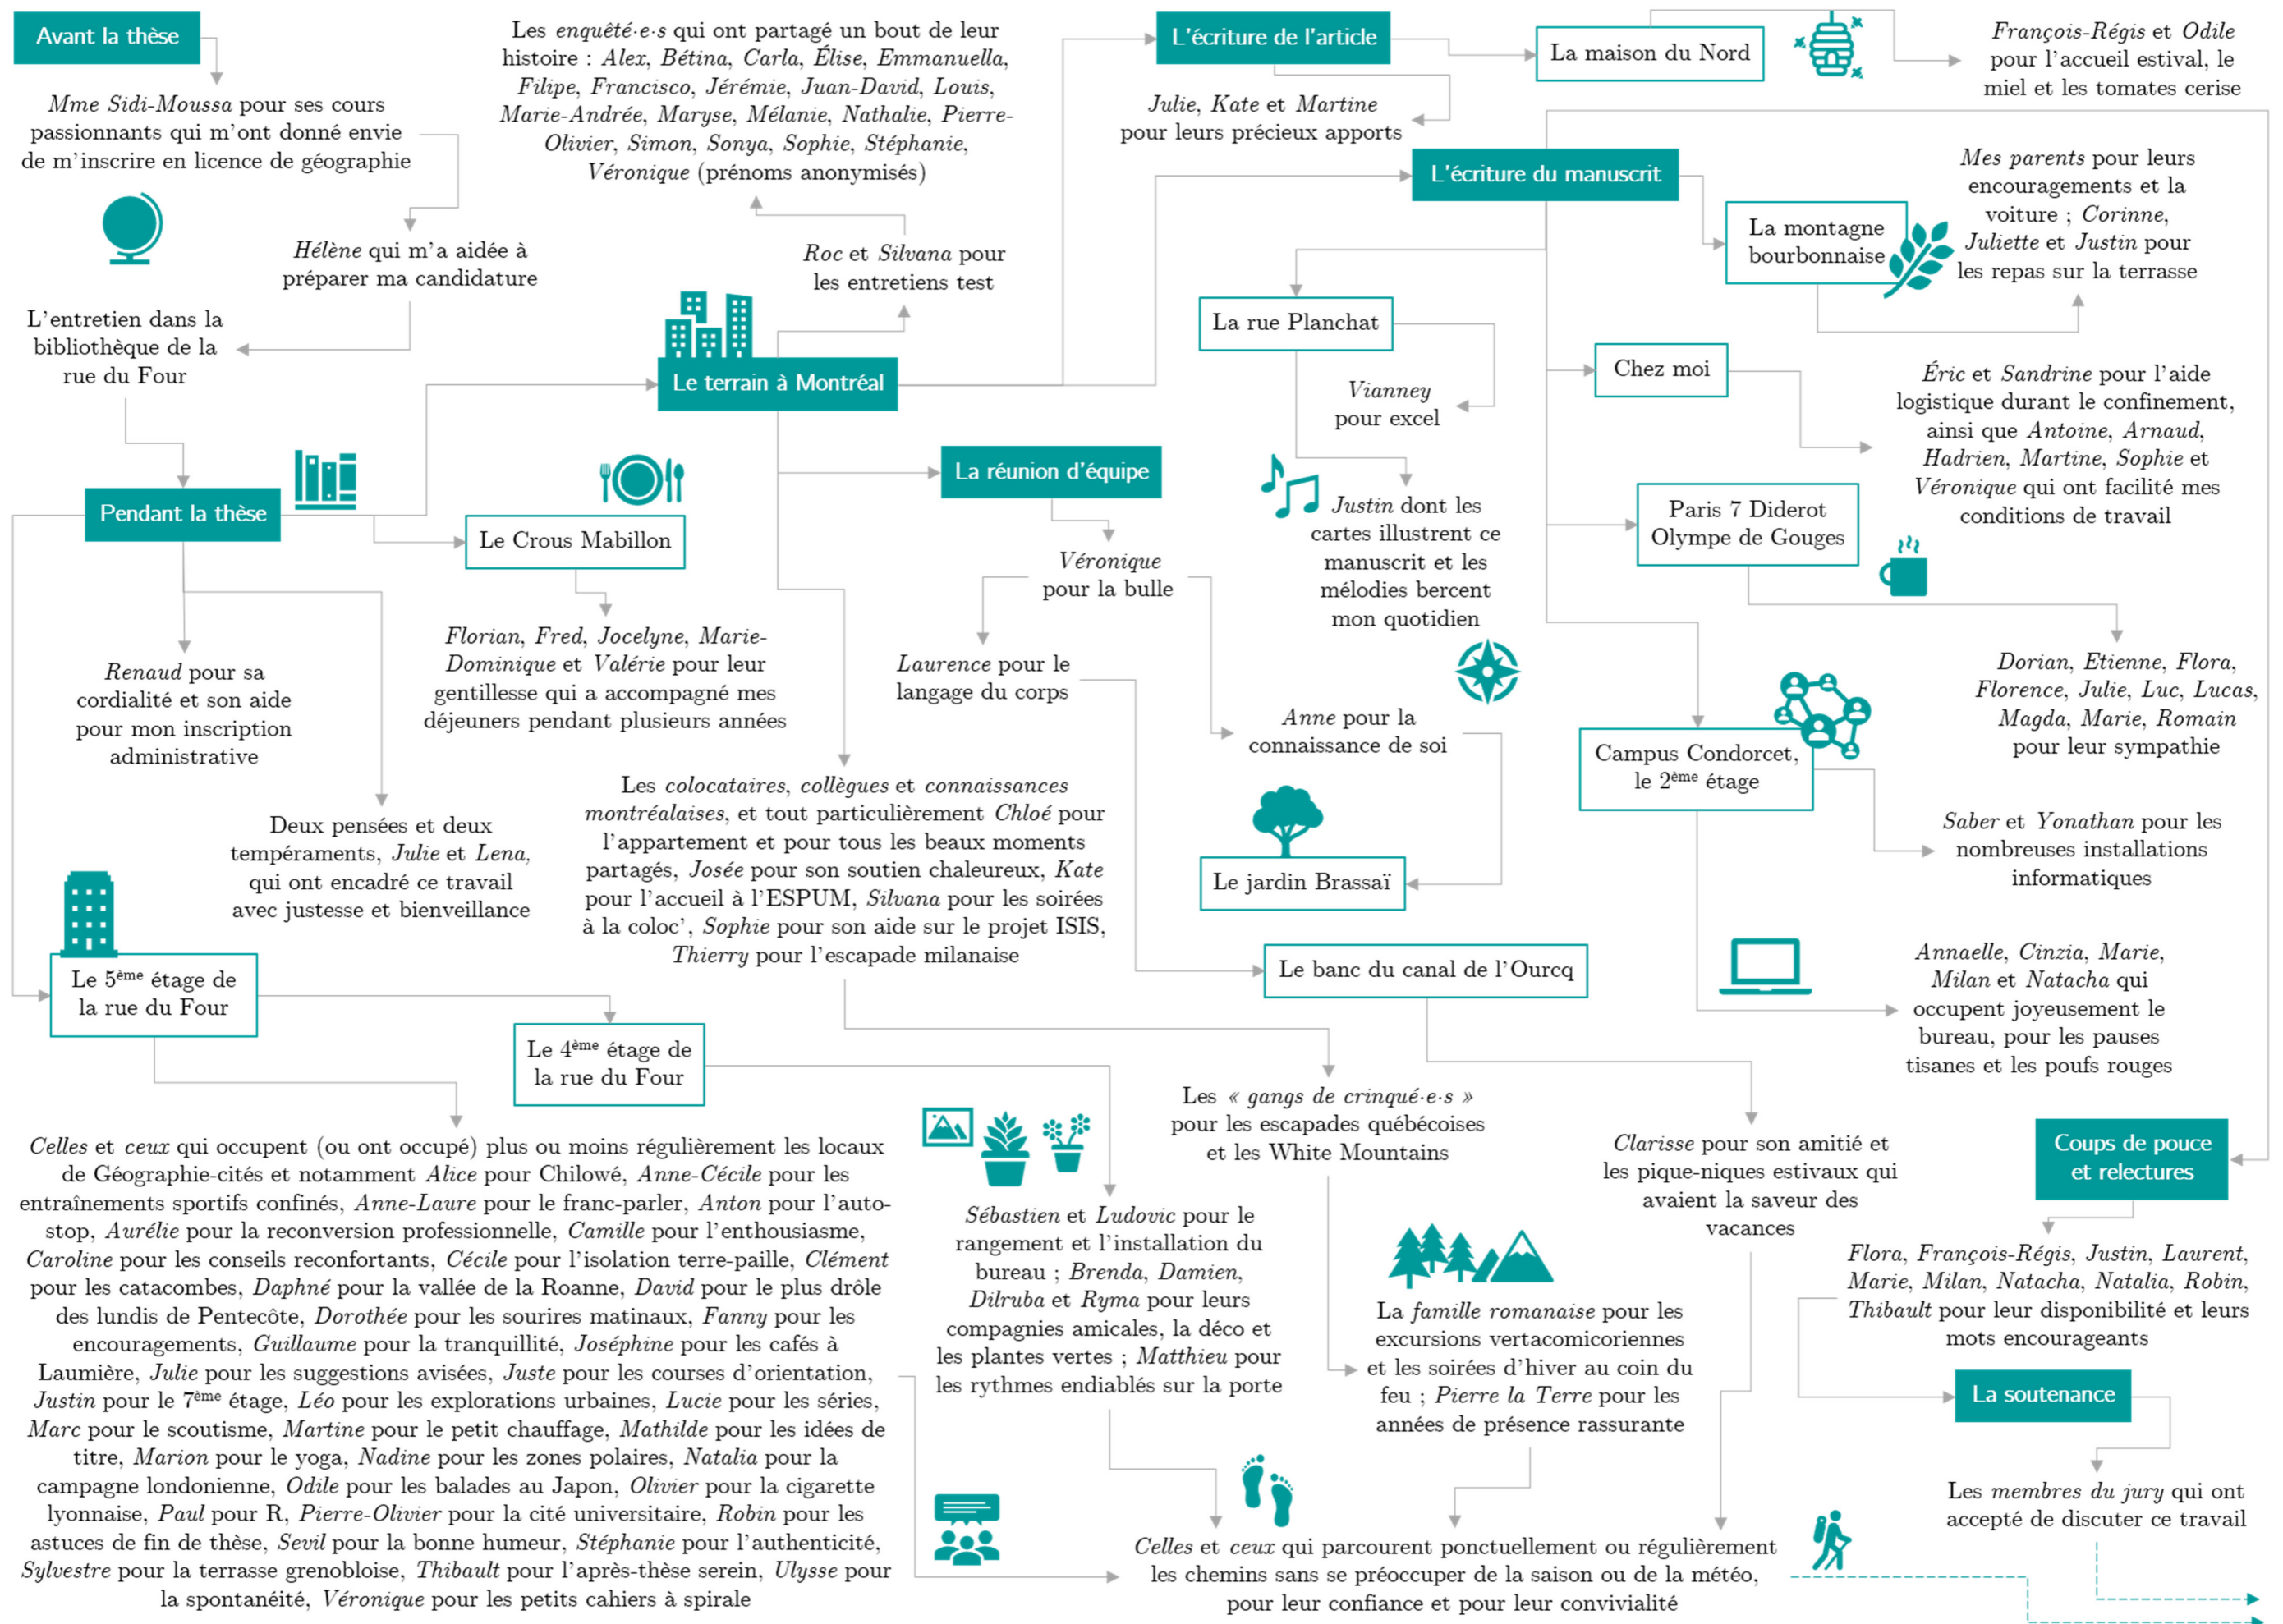 Avant la thèse
Mme Sidi-Moussa pour ses cours
passionnants qui m'ont donné envie
de m'inscrire en licence de géographie
Hélène qui m'a aidée à
préparer ma candidature
L'entretien dans la
bibliothèque de la
rue du Four
Pendant la thèse
Renaud pour sa
cordialité et son aide
pour mon inscription
administrative
Deux pensées et deux
tempéraments, Julie et Lena,
qui ont encadré ce travail
avec justesse et bienveillance
Le Crous Mabillon
Florian, Fred, Jocelyne, Marie-
Dominique et Valérie pour leur
gentillesse qui a accompagné mes
déjeuners pendant plusieurs années
Le 5ème étage de
la rue du Four
Le 4ème étage de
la rue du Four
Celles et ceux qui occupent (ou ont occupé) plus ou moins régulièrement les locaux
de Géographie-cités et notamment Alice pour Chilowé, Anne-Cécile pour les
entraînements sportifs confinés, Anne-Laure pour le franc-parler, Anton pour l'auto-
stop, Aurélie pour la reconversion professionnelle, Camille pour l'enthousiasme,
Caroline pour les conseils reconfortants, Cécile pour l'isolation terre-paille, Clément
pour les catacombes, Daphné pour la vallée de la Roanne, David pour le plus drôle
des lundis de Pentecôte, Dorothée pour les sourires matinaux, Fanny pour les
encouragements, Guillaume pour la tranquillité, Joséphine pour les cafés à
Laumière, Julie pour les suggestions avisées, Juste pour les courses d'orientation,
Justin pour le 7ème étage, Léo pour les explorations urbaines, Lucie pour les séries,
Marc pour le scoutisme, Martine pour le petit chauffage, Mathilde pour les idées de
titre, Marion pour le yoga, Nadine pour les zones polaires, Natalia pour la
campagne londonienne, Odile pour les balades au Japon, Olivier pour la cigarette
lyonnaise, Paul pour R, Pierre-Olivier pour la cité universitaire, Robin pour les
astuces de fin de thèse, Sevil pour la bonne humeur, Stéphanie pour l'authenticité,
Sylvestre pour la terrasse grenobloise, Thibault pour l'après-thèse serein, Ulysse pour
la spontanéité, Véronique pour les petits cahiers à spirale
Les enquêté·e·s qui ont partagé un bout de leur
histoire : Alex, Bétina, Carla, Élise, Emmanuella,
Filipe, Francisco, Jérémie, Juan-David, Louis,
Marie-Andrée, Maryse, Mélanie, Nathalie, Pierre-
Olivier, Simon, Sonya, Sophie, Stéphanie,
Véronique (prénoms anonymisés)
Roc et Silvana pour
les entretiens test
Le terrain à Montréal
La réunion d'équipe
Véronique
pour la bulle
Laurence pour le
langage du corps
Anne pour la
connaissance de soi
Le jardin Brassaï
Le banc du canal de l'Ourcq
Les colocataires, collègues et connaissances
montréalaises, et tout particulièrement Chloé pour
l'appartement et pour tous les beaux moments
partagés, Josée pour son soutien chaleureux, Kate
pour l'accueil à l'ESPUM, Silvana pour les soirées
à la coloc', Sophie pour son aide sur le projet ISIS,
Thierry pour l'escapade milanaise
Les « gangs de crinqué·e·s »
pour les escapades québécoises
et les White Mountains
Sébastien et Ludovic pour le
rangement et l'installation du
bureau ; Brenda, Damien,
Dilruba et Ryma pour leurs
compagnies amicales, la déco et
les plantes vertes ; Matthieu pour
les rythmes endiablés sur la porte
La famille romanaise pour les
excursions vertacomicoriennes
et les soirées d'hiver au coin du
feu ; Pierre la Terre pour les
années de présence rassurante
Clarisse pour son amitié et
les pique-niques estivaux qui
avaient la saveur des
vacances
Celles et ceux qui parcourent ponctuellement ou régulièrement
les chemins sans se préoccuper de la saison ou de la météo,
pour leur confiance et pour leur convivialité
L'écriture de l'article
Julie, Kate et Martine
pour leurs précieux apports
La maison du Nord
François-Régis et Odile
pour l'accueil estival, le
miel et les tomates cerise
L'écriture du manuscrit
La montagne
bourbonnaise
Mes parents pour leurs
encouragements et la
voiture ; Corinne,
Juliette et Justin pour
les repas sur la terrasse
La rue Planchat
Vianney
pour excel
Justin dont les
cartes illustrent ce
manuscrit et les
mélodies bercent
mon quotidien
Chez moi
Éric et Sandrine pour l'aide
logistique durant le confinement,
ainsi que Antoine, Arnaud,
Hadrien, Martine, Sophie et
Véronique qui ont facilité mes
conditions de travail
Paris 7 Diderot
Olympe de Gouges
Dorian, Etienne, Flora,
Florence, Julie, Luc, Lucas,
Magda, Marie, Romain
pour leur sympathie
Campus Condorcet,
le 2ème étage
Saber et Yonathan pour les
nombreuses installations
informatiques
Annaelle, Cinzia, Marie,
Milan et Natacha qui
occupent joyeusement le
bureau, pour les pauses
tisanes et les poufs rouges
Coups de pouce
et relectures
Flora, François-Régis, Justin, Laurent,
Marie, Milan, Natacha, Natalia, Robin,
Thibault pour leur disponibilité et leurs
mots encourageants
La soutenance
Les membres du jury qui ont
accepté de discuter ce travail